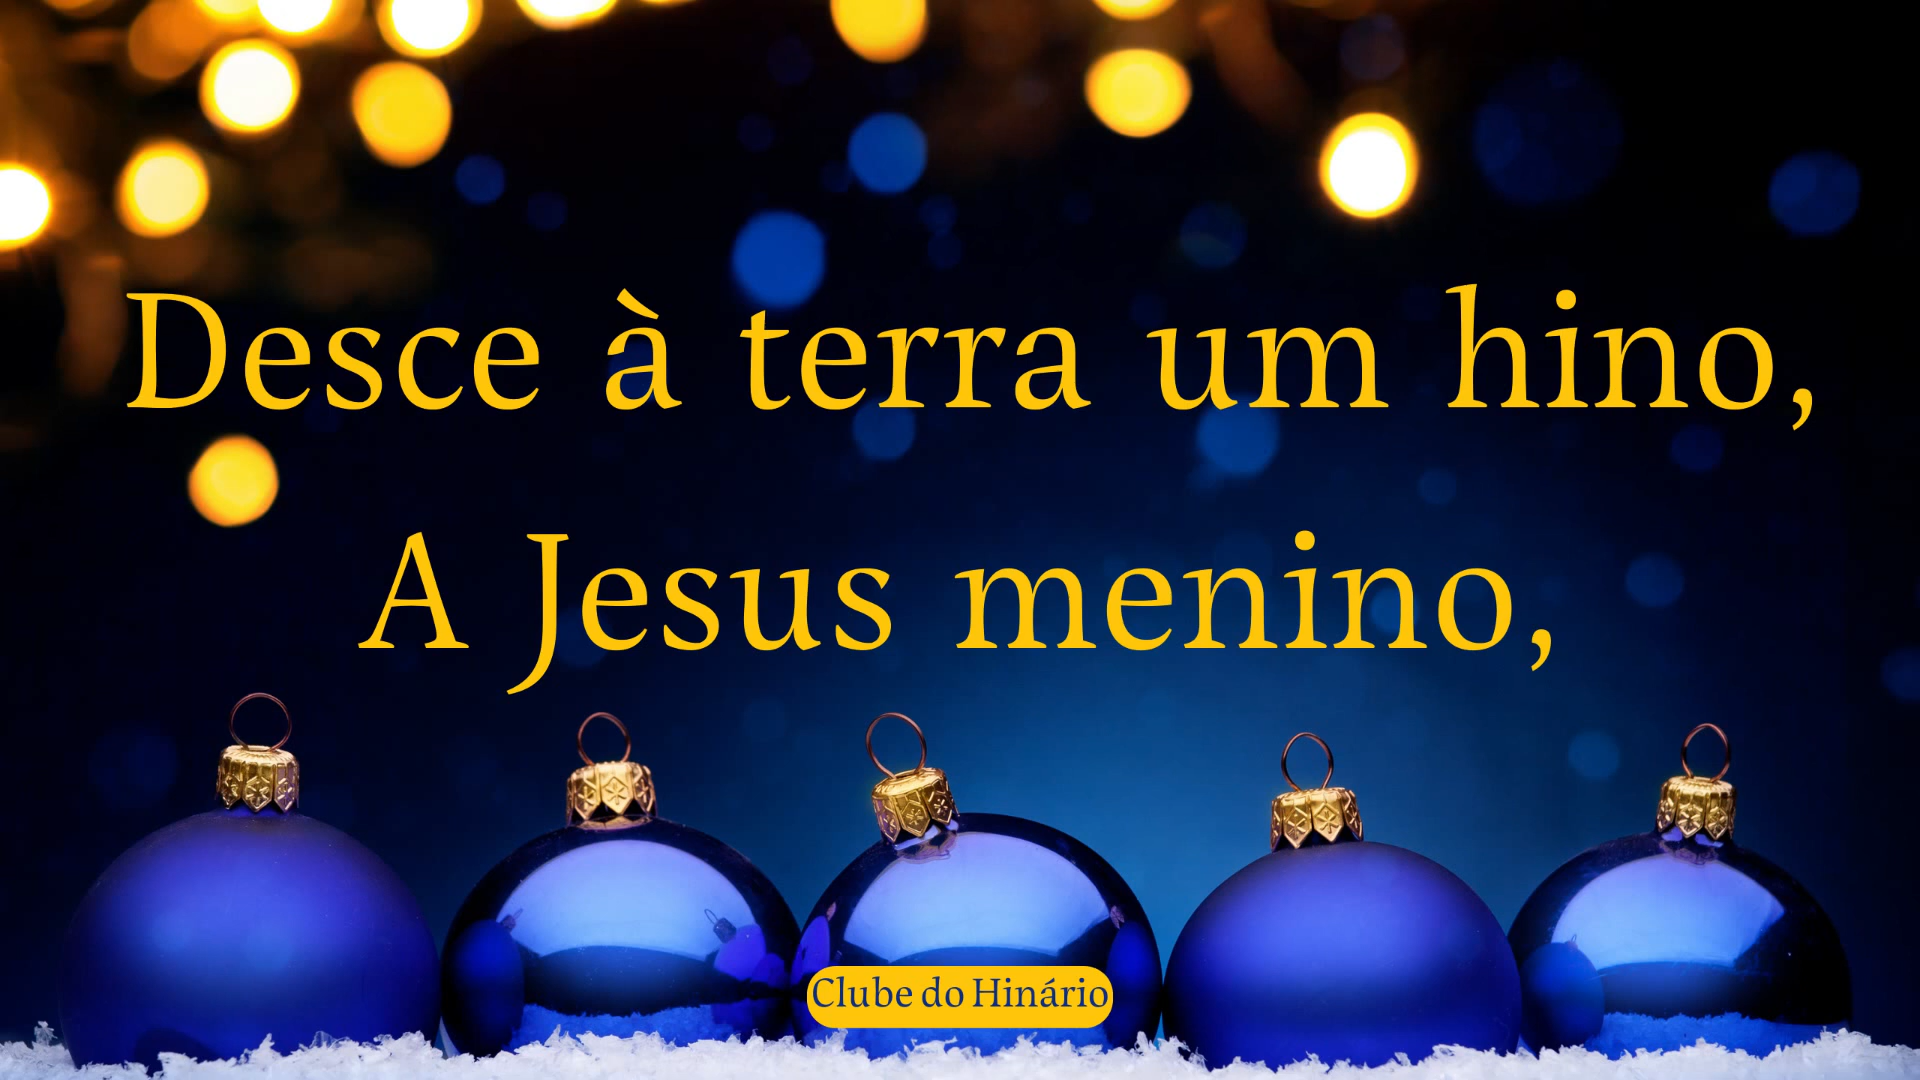 Desce à terra um hino,
A Jesus menino,
Clube do Hinário